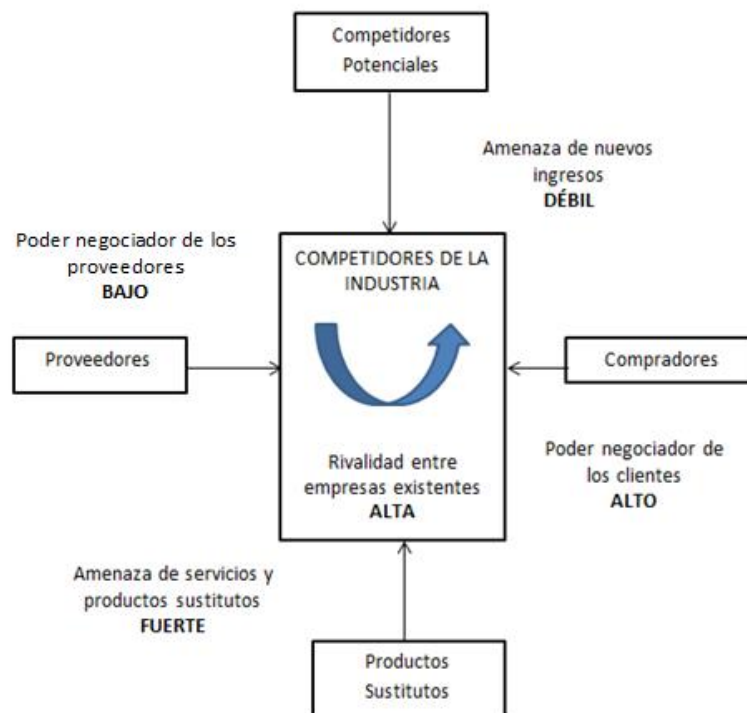 Competidores
Potenciales
Amenaza de nuevos
ingresos
DÉBIL
Poder negociador de los
proveedores
BAJO
COMPETIDORES DE LA
INDUSTRIA
Proveedores
Compradores
Rivalidad entre
empresas existentes
ALTA
Poder negociador de
los clientes
ALTO
Amenaza de servicios y
productos sustitutos
FUERTE
Productos
Sustitutos